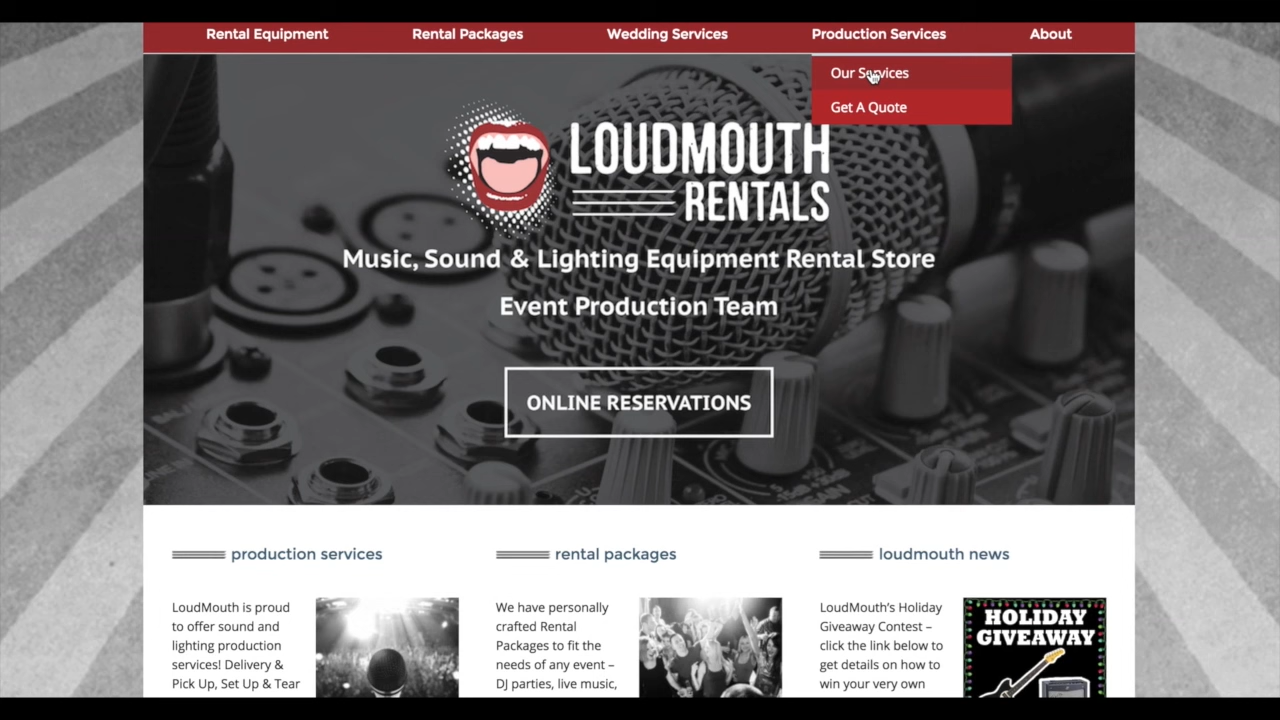 Rental Equipment Rental Packages Wedding Services Production Services About
Our Services
Get A Quote
LOUDMOUTH
RENTALS
Music, Sound & Lighting Equipment Rental Store
Event Production Team
ONLINE RESERVATIONS
production services
LoudMouth is proud
to offer sound and
lighting production
services! Delivery &
Pick Up, Set Up & Tear
rental packages
We have personally
crafted Rental
Packages to fit the
needs of any event –
DJ parties, live music,
loudmouth news
LoudMouth's Holiday
Giveaway Contest –
click the link below to
get details on how to
win your very own
HOLIDAY
GIVEAWAY